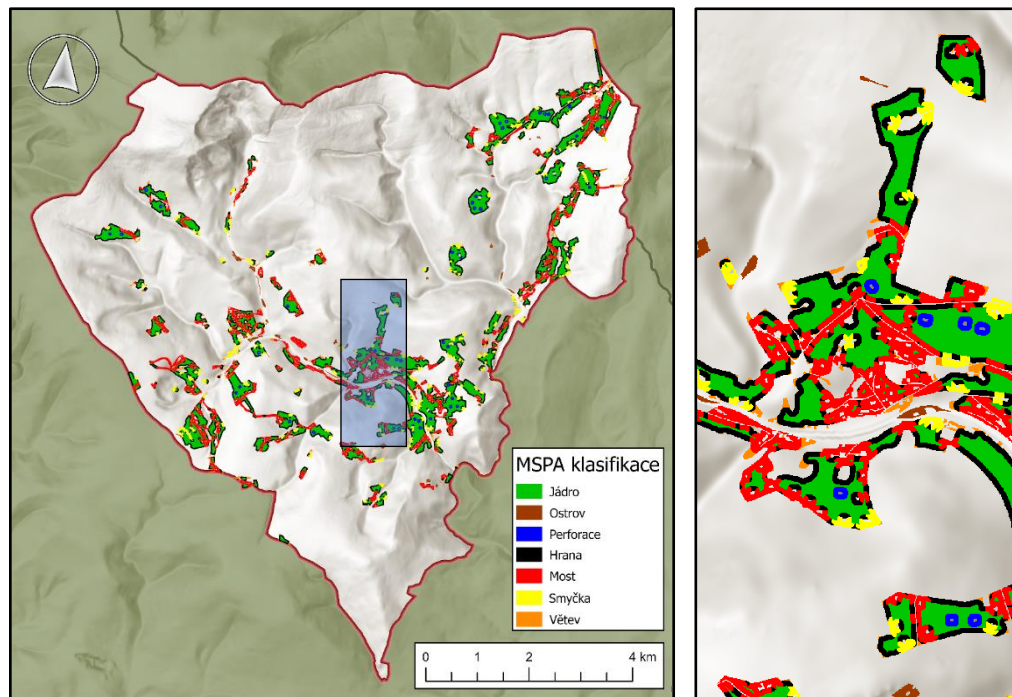 MSPA klasifikace
Jádro
Ostrov
Perforace
Hrana
Most
Smyčka
Větev
0 1 2 4 km